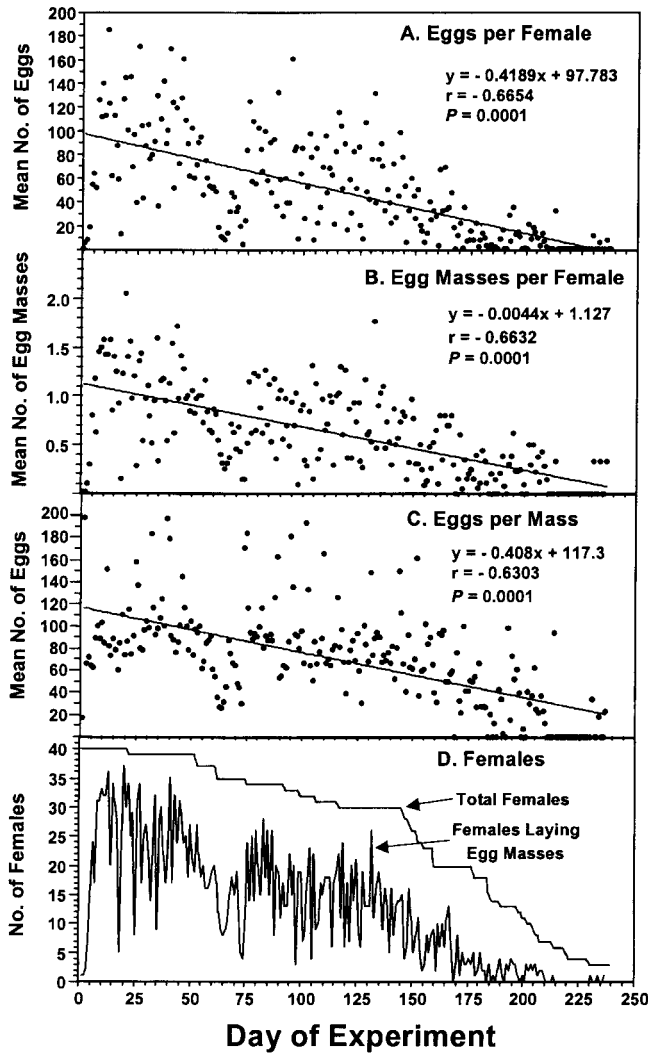 A. Eggs per Female
y = - 0.4189x + 97.783
r = - 0.6654
P = 0.0001
Mean No. of Eggs
200
180
160
140
120
100
80
60
40
20
B. Egg Masses per Female
y = - 0.0044x + 1.127
r = - 0.6632
P = 0.0001
Mean No. of Egg Masses
2.0
1.5
1.0
0.5
C. Eggs per Mass
y = - 0.408x + 117.3
r = - 0.6303
P = 0.0001
Mean No. of Eggs
200
180
160
140
120
100
80
60
40
20
D. Females
Total Females
Females Laying
Egg Masses
No. of Females
40
35
30
25
20
15
10
5
0
0 25 50 75 100 125 150 175 200 225 250
Day of Experiment